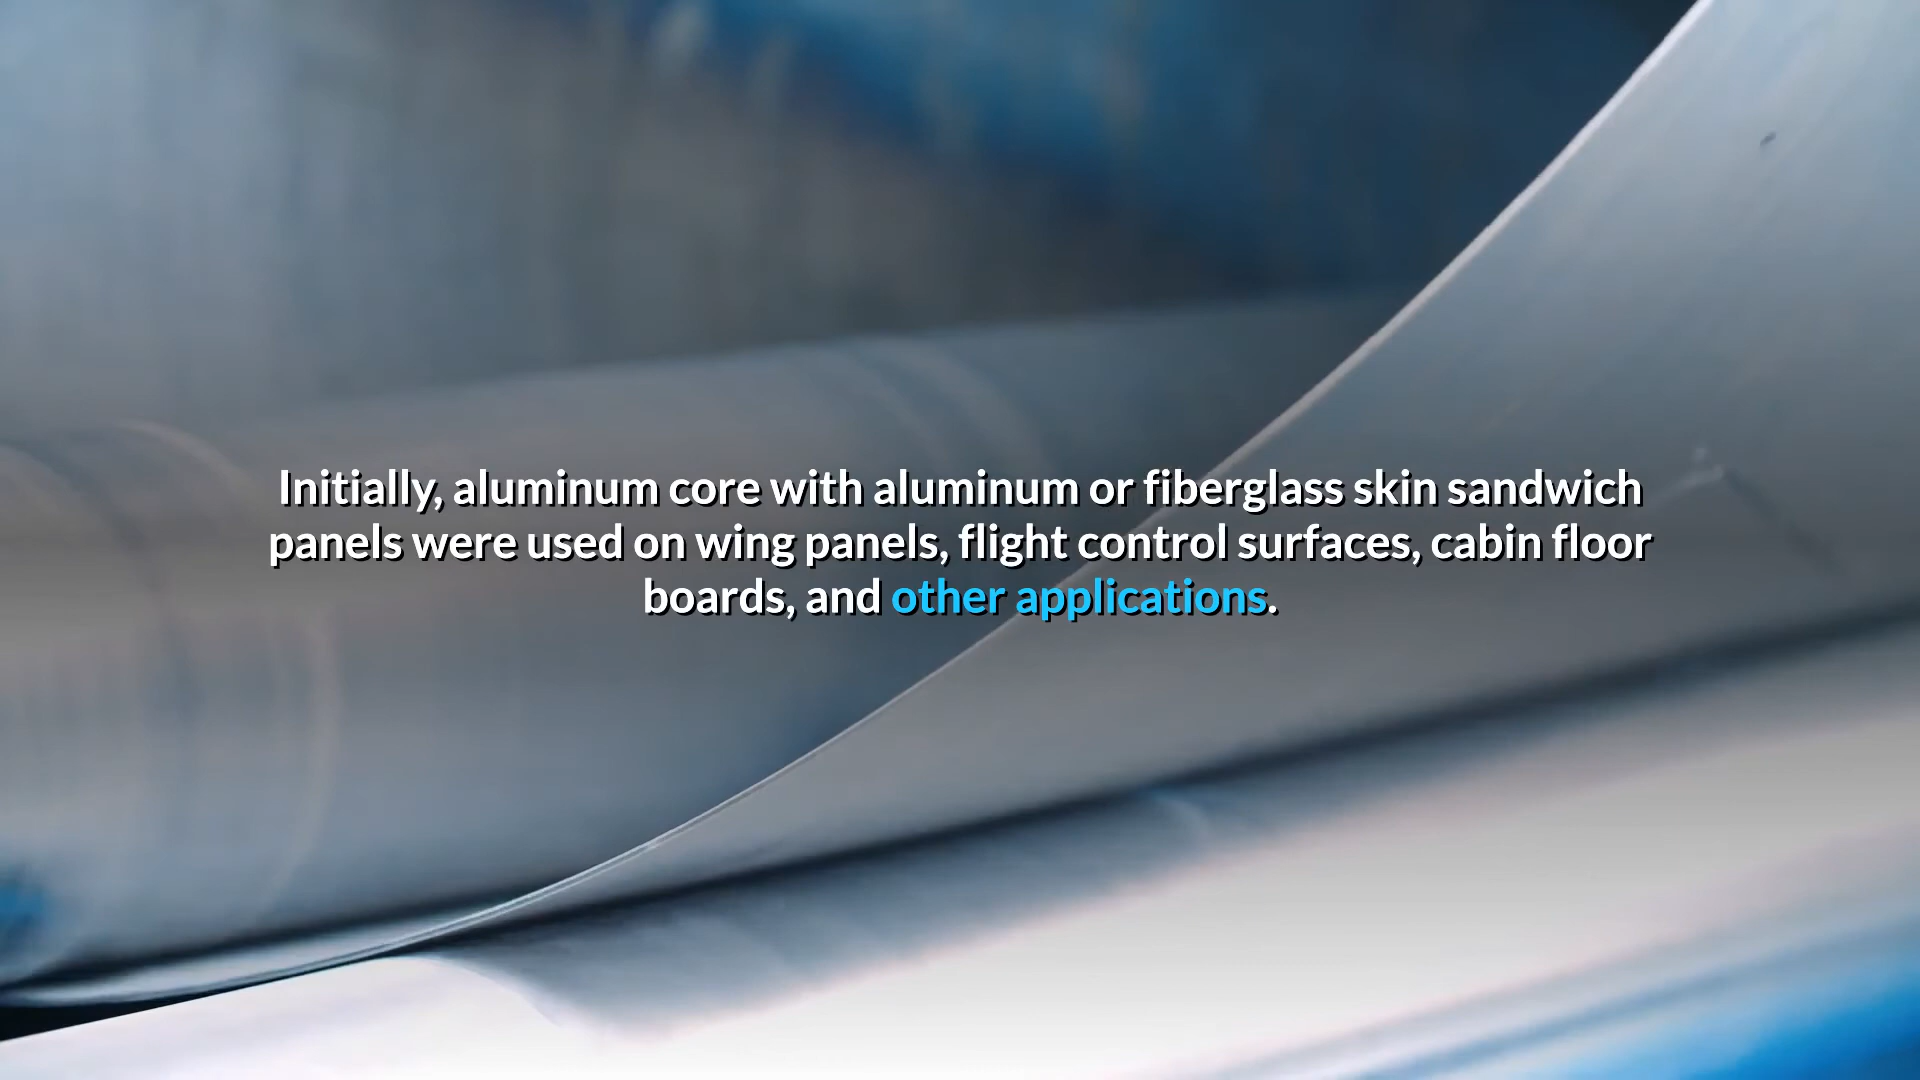 Initially, aluminum core with aluminum or fiberglass skin sandwich
panels were used on wing panels, flight control surfaces, cabin floor
boards, and other applications.